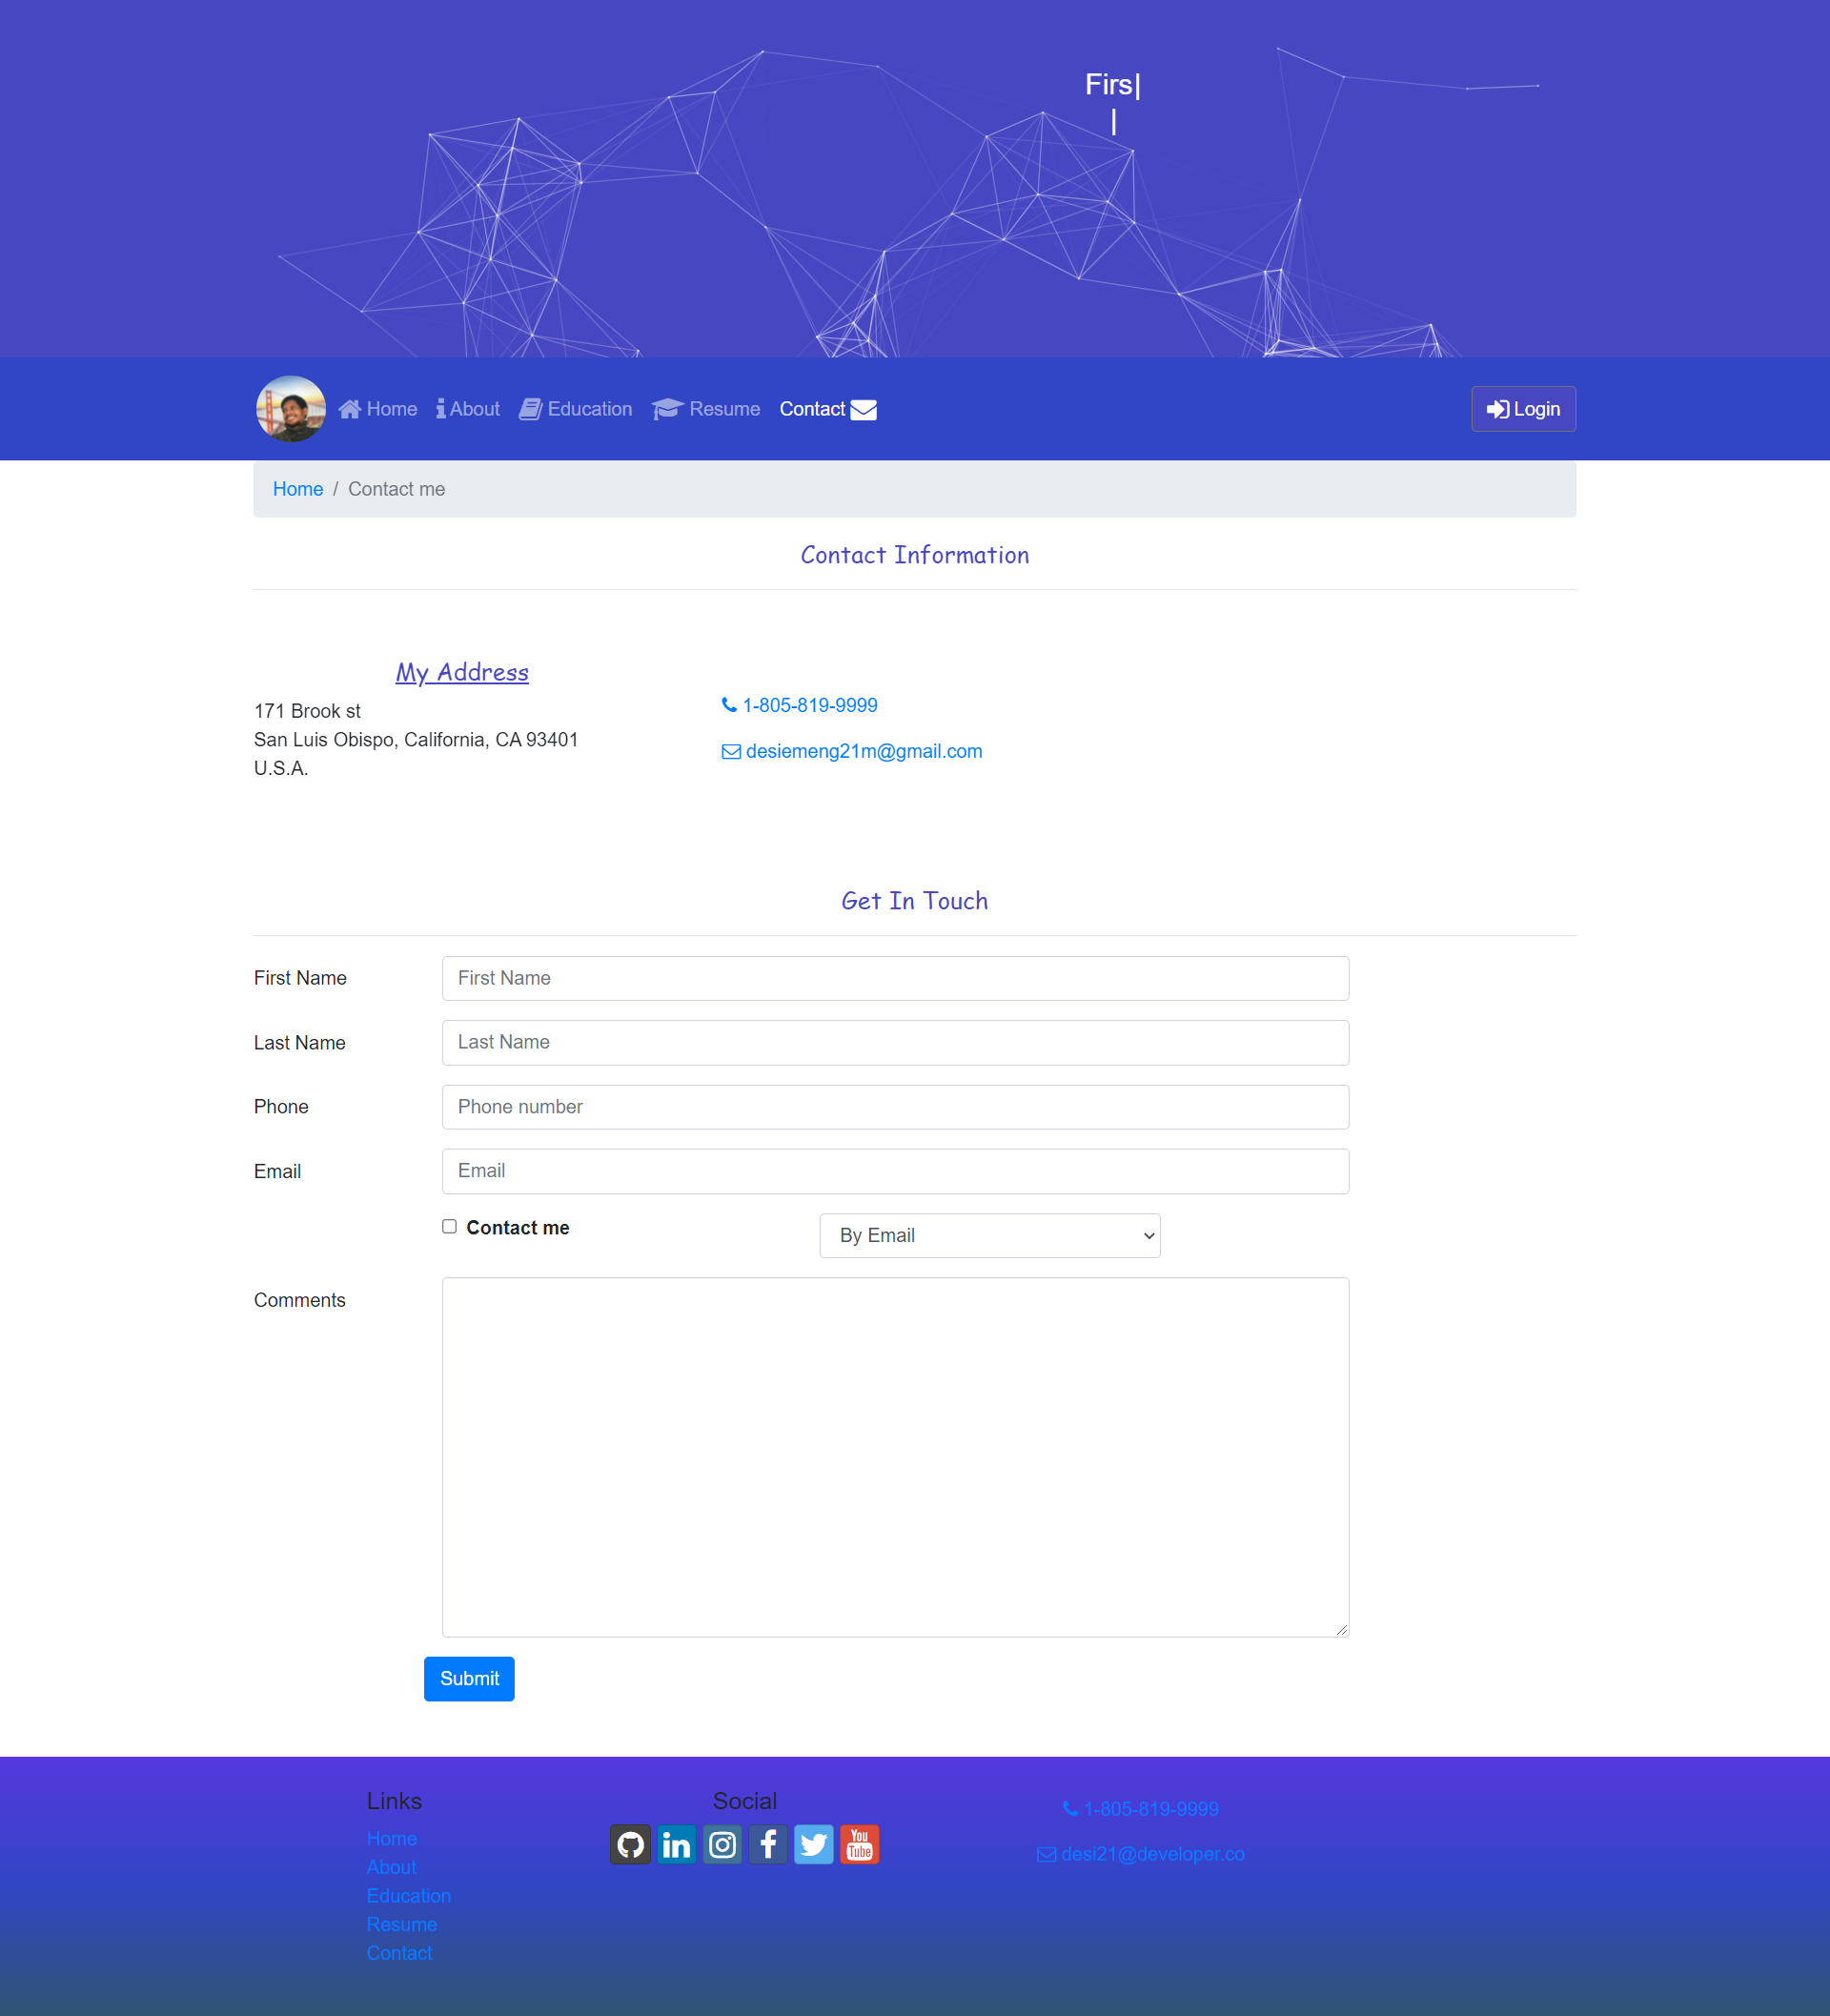 Firs|
|
Home About Education Resume Contact Login
Home / Contact me
Contact Information
My Address
171 Brook st
San Luis Obispo, California, CA 93401
U.S.A.
1-805-819-9999
desiemeng21m@gmail.com
Get In Touch
First Name First Name
Last Name Last Name
Phone Phone number
Email Email
Contact me By Email
Comments
Submit
Links
Home
About
Education
Resume
Contact
Social
in
f
You Tube
1-805-819-9999
desi21@developer.co